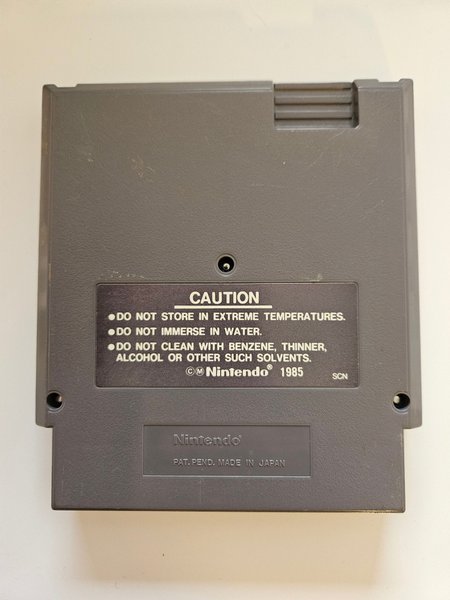 CAUTION
●DO NOT STORE IN EXTREME TEMPERATURES.
●DO NOT IMMERSE IN WATER.
●DO NOT CLEAN WITH BENZENE, THINNER,
ALCOHOL OR OTHER SUCH SOLVENTS.
©Ⓜ Nintendo® 1985 SCN
Nintendo®
PAT. PEND. MADE IN JAPAN